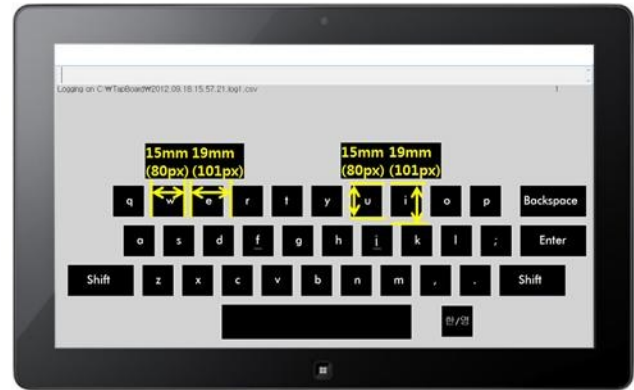 Logging on C:₩TapBoard₩2012.09.18.15.57.21.log1.csv 1
15mm 19mm 15mm 19mm
(80px) (101px) (80px) (101px)
q w e r t y u i o p Backspace
a s d f g h j k l ; Enter
Shift z x c v b n m , . Shift
한/영